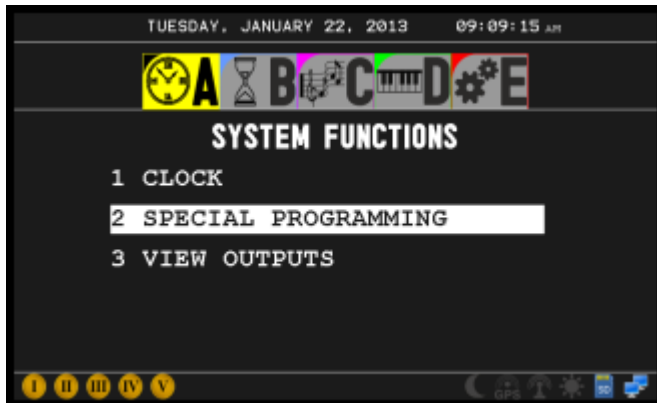 TUESDAY, JANUARY 22, 2013 09:09:15 AM
A B C D E
SYSTEM FUNCTIONS
1 CLOCK
2 SPECIAL PROGRAMMING
3 VIEW OUTPUTS
I II III IV V GPS SD